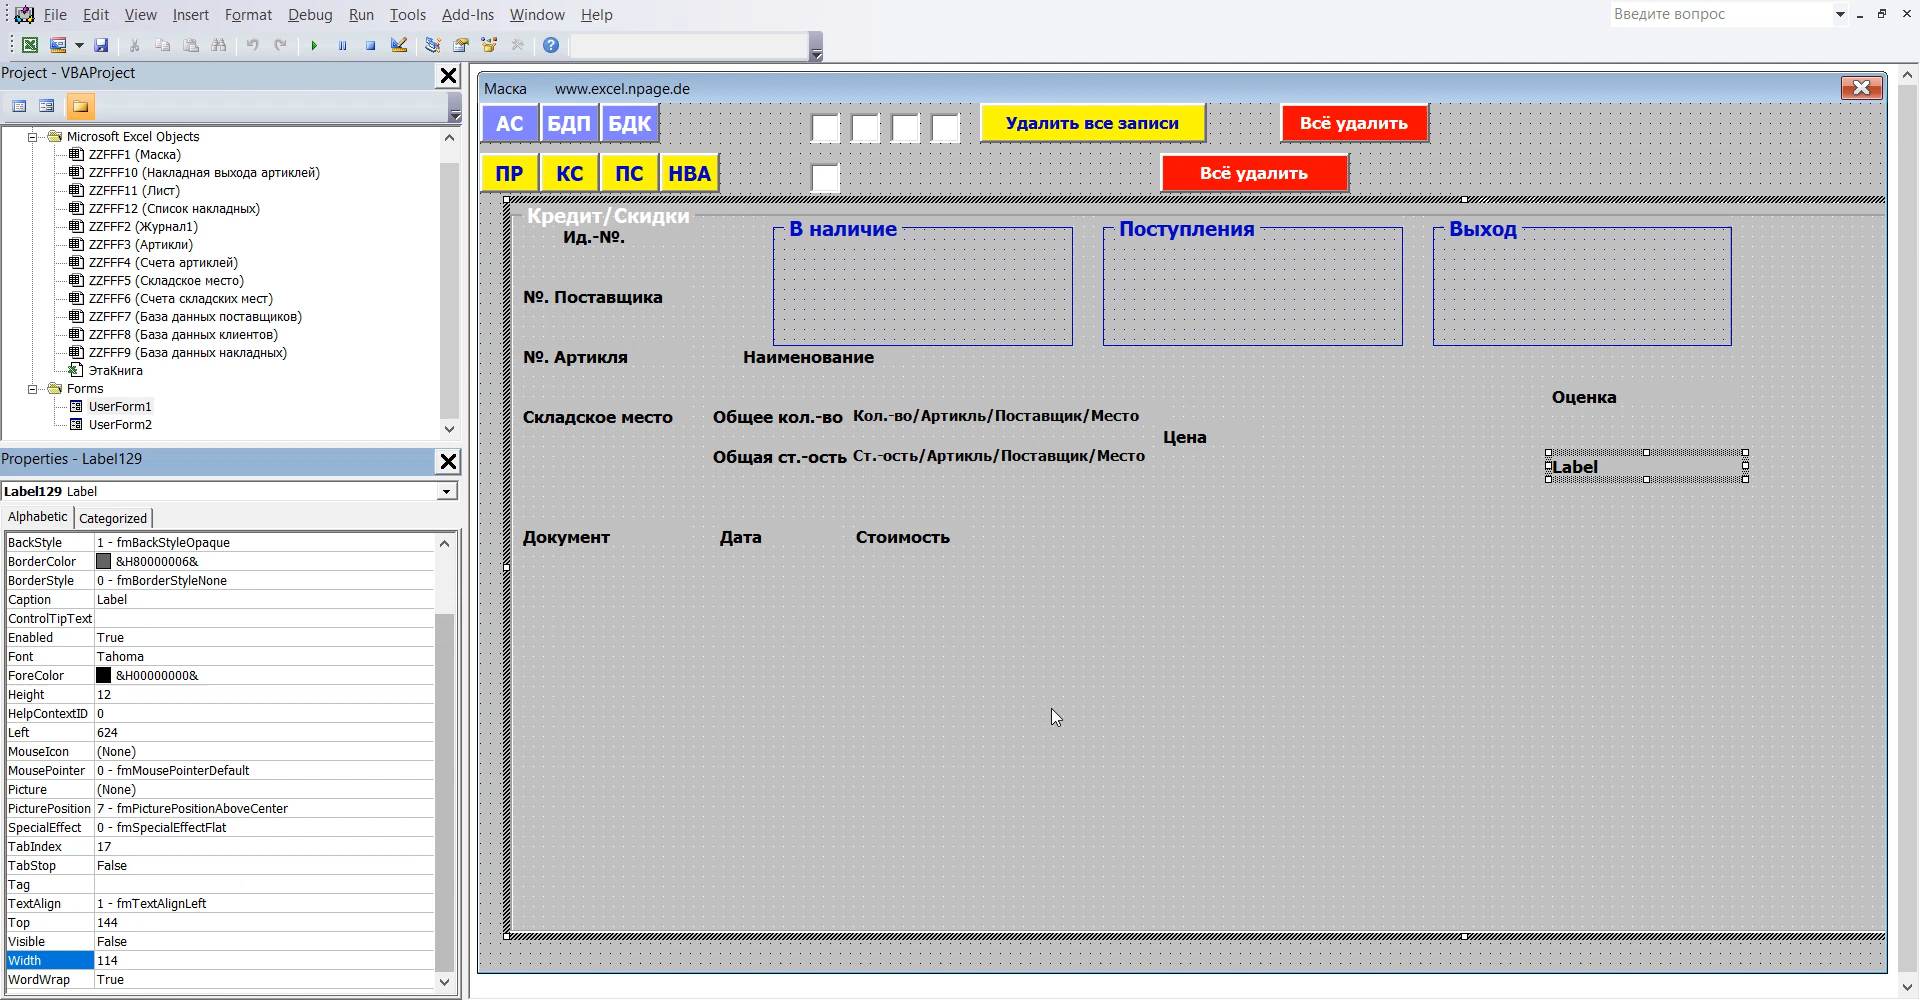 File Edit View Insert Format Debug Run Tools Add-Ins Window Help
Введите вопрос
Project - VBAProject
Microsoft Excel Objects
ZZFFF1 (Маска)
ZZFFF10 (Накладная выхода артиклей)
ZZFFF11 (Лист)
ZZFFF12 (Список накладных)
ZZFFF2 (Журнал1)
ZZFFF3 (Артикли)
ZZFFF4 (Счета артиклей)
ZZFFF5 (Складское место)
ZZFFF6 (Счета складских мест)
ZZFFF7 (База данных поставщиков)
ZZFFF8 (База данных клиентов)
ZZFFF9 (База данных накладных)
ЭтаКнига
Forms
UserForm1
UserForm2
Properties - Label129
Label129 Label
Alphabetic Categorized
BackStyle 1 - fmBackStyleOpaque
BorderColor &H80000006&
BorderStyle 0 - fmBorderStyleNone
Caption Label
ControlTipText
Enabled True
Font Tahoma
ForeColor &H00000000&
Height 12
HelpContextID 0
Left 624
MouseIcon (None)
MousePointer 0 - fmMousePointerDefault
Picture (None)
PicturePosition 7 - fmPicturePositionAboveCenter
SpecialEffect 0 - fmSpecialEffectFlat
TabIndex 17
TabStop False
Tag
TextAlign 1 - fmTextAlignLeft
Top 144
Visible False
Width 114
WordWrap True
Маска www.excel.npage.de
АС БДП БДК Удалить все записи Всё удалить
ПР КС ПС НВА Всё удалить
Кредит/Скидки
Ид.-№. В наличие Поступления Выход
№. Поставщика
№. Артикля Наименование
Оценка
Складское место Общее кол.-во Кол.-во/Артикль/Поставщик/Место
Цена
Общая ст.-ость Ст.-ость/Артикль/Поставщик/Место
Label
Документ Дата Стоимость